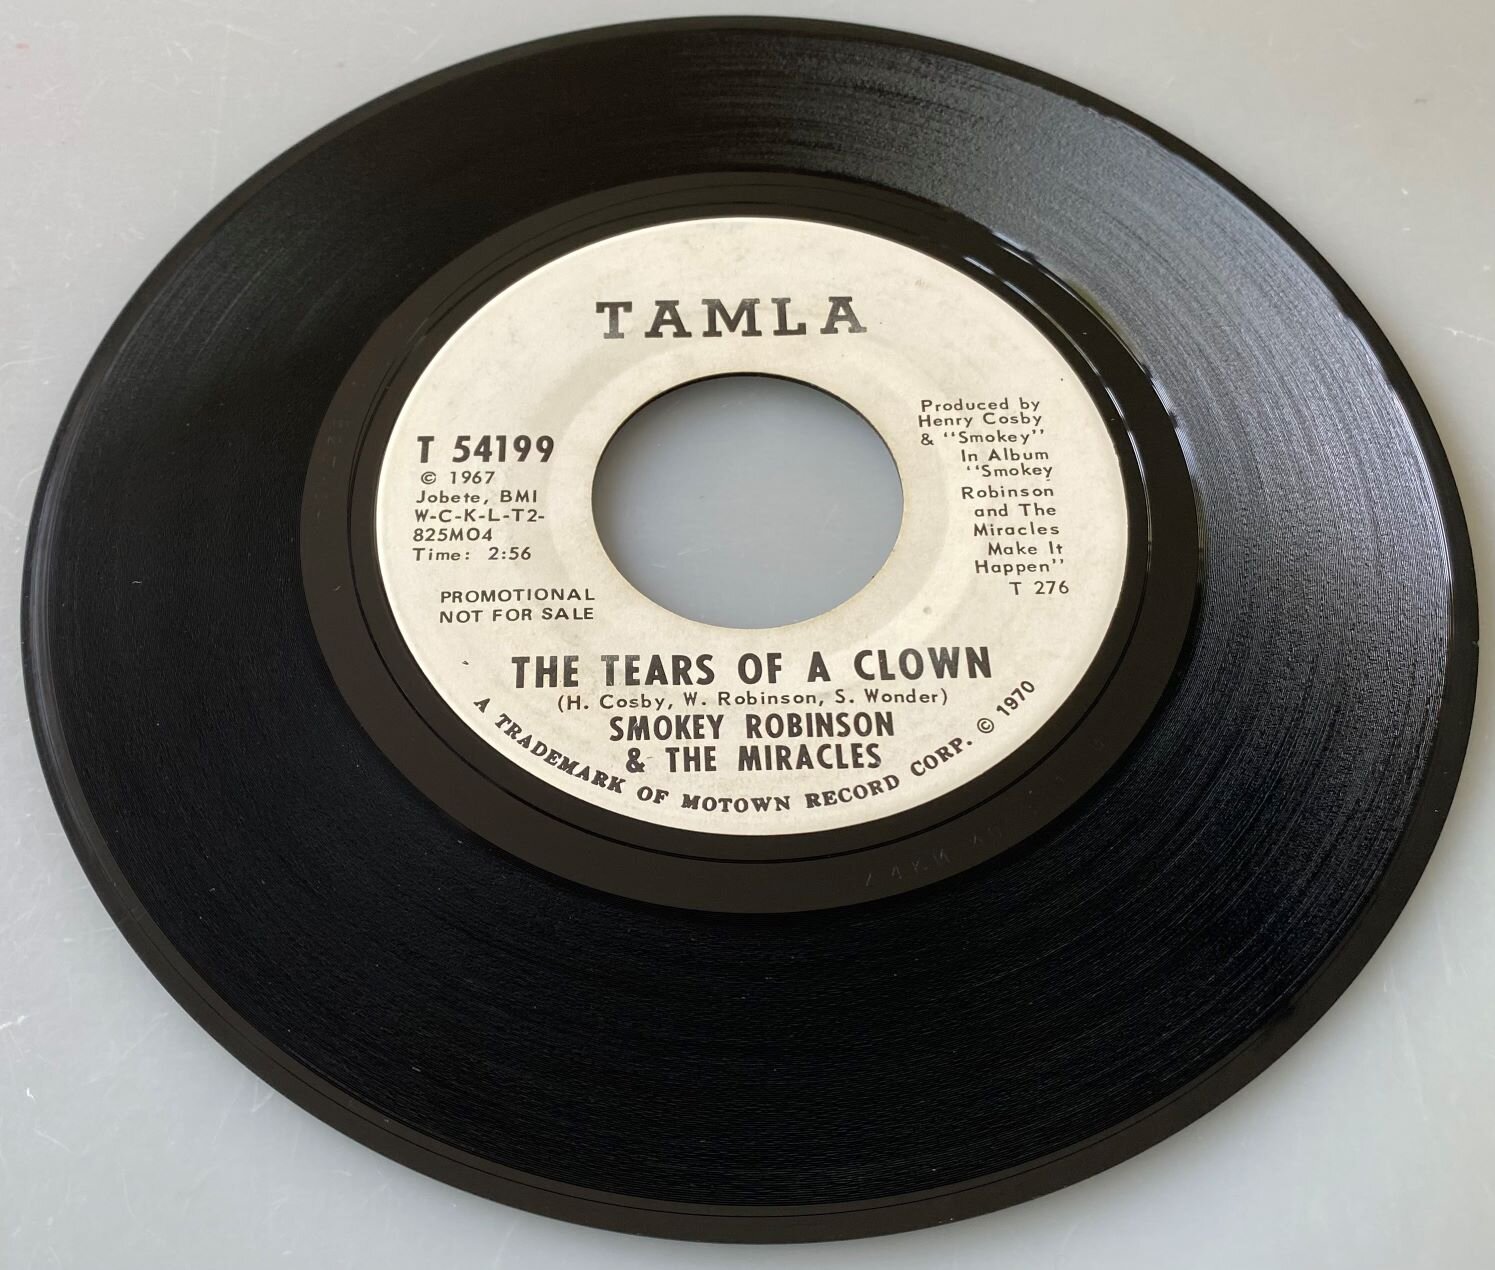 TAMLA
T 54199
© 1967
Jobete, BMI
W-C-K-L-T2-
825MO4
Time: 2:56
PROMOTIONAL
NOT FOR SALE
Produced by
Henry Cosby
& "Smokey"
In Album
"Smokey
Robinson
and The
Miracles
Make It
Happen"
T 276
THE TEARS OF A CLOWN
(H. Cosby, W. Robinson, S. Wonder)
SMOKEY ROBINSON
& THE MIRACLES
A TRADEMARK OF MOTOWN RECORD CORP. © 1970